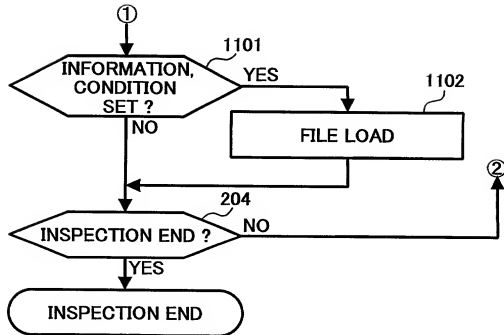 ①
1101
INFORMATION,
CONDITION
SET ?
YES
1102
NO
FILE LOAD
②
204
INSPECTION END ?
NO
YES
INSPECTION END